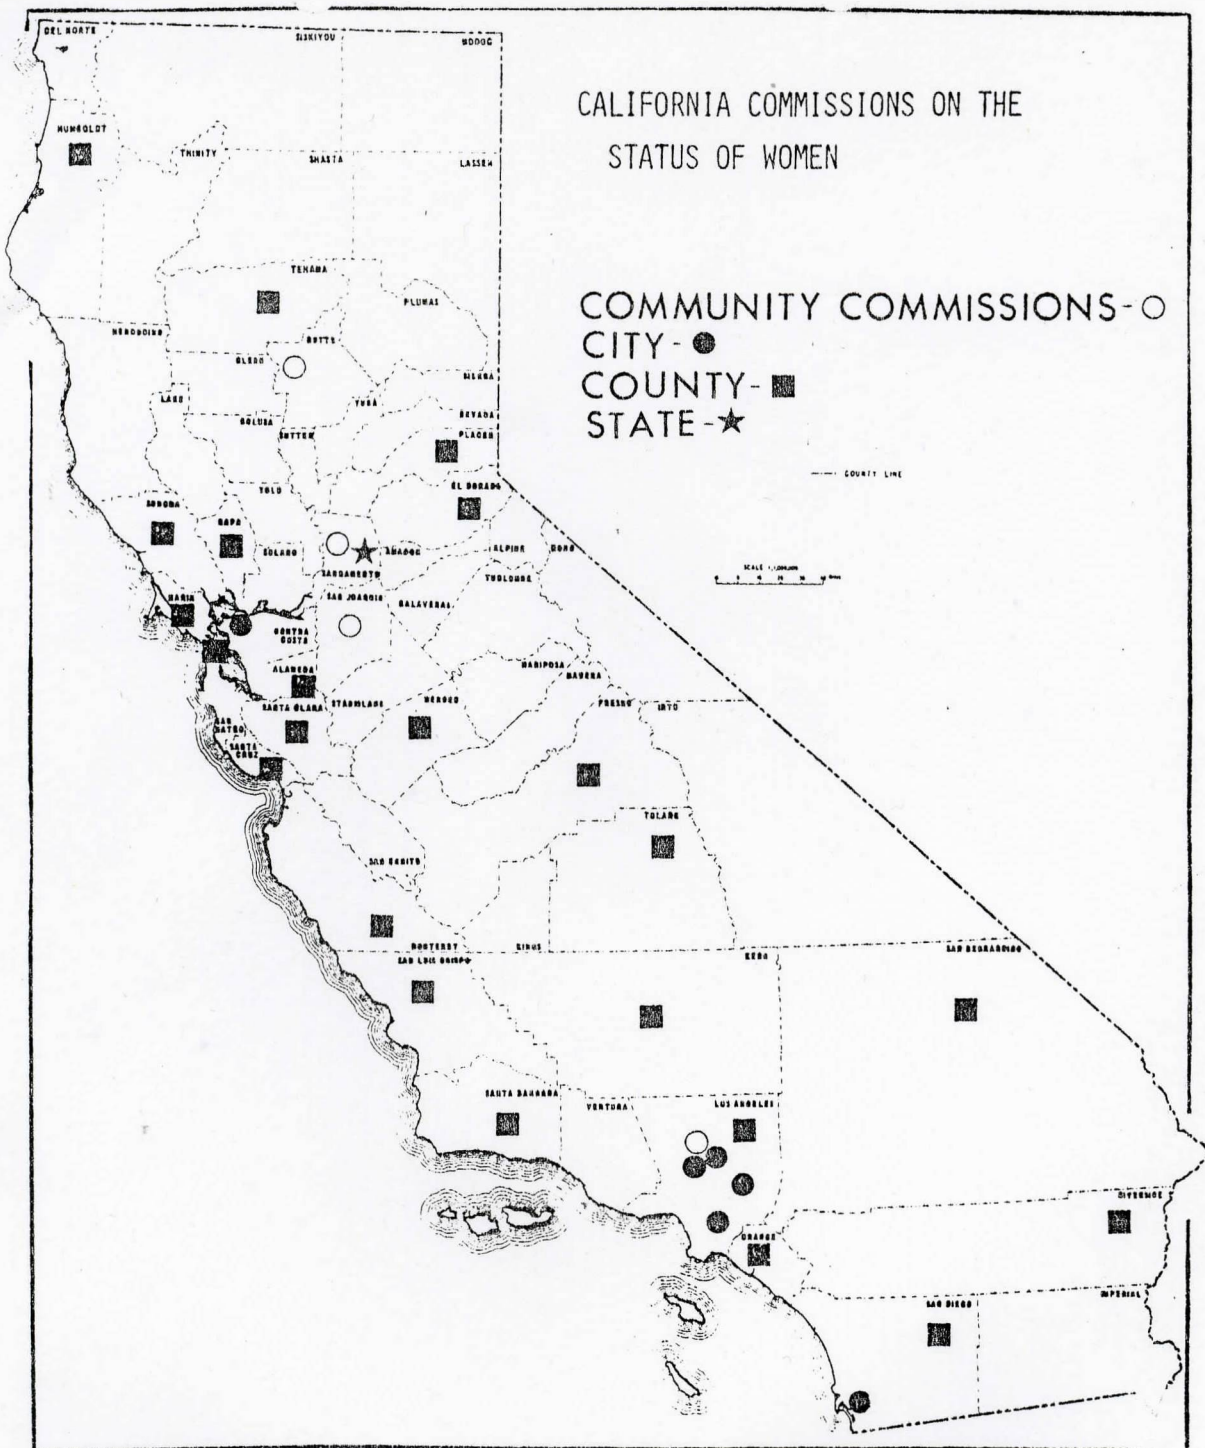 CALIFORNIA COMMISSIONS ON THE
STATUS OF WOMEN
COMMUNITY COMMISSIONS-
CITY-
COUNTY-
STATE-
COUNTY LINE
DEL NORTE
SISKIYOU
MODOC
HUMBOLDT
TRINITY
SHASTA
LASSEN
TEHAMA
PLUMAS
MENDOCINO
BUTTE
GLENN
SIERRA
LAKE
YUBA
COLUSA
NEVADA
SUTTER
PLACER
YOLO
EL DORADO
SONOMA
NAPA
SOLANO
AMADOR
ALPINE
MONO
SACRAMENTO
TUOLUMNE
MARIN
SAN JOAQUIN
CALAVERAS
CONTRA
COSTA
MARIPOSA
ALAMEDA
MADERA
SANTA CLARA
STANISLAUS
MERCED
FRESNO
INYO
SAN
MATEO
SANTA
CRUZ
TULARE
SAN BENITO
MONTEREY
KINGS
KERN
SAN BERNARDINO
SAN LUIS OBISPO
SANTA BARBARA
VENTURA
LOS ANGELES
RIVERSIDE
ORANGE
SAN DIEGO
IMPERIAL